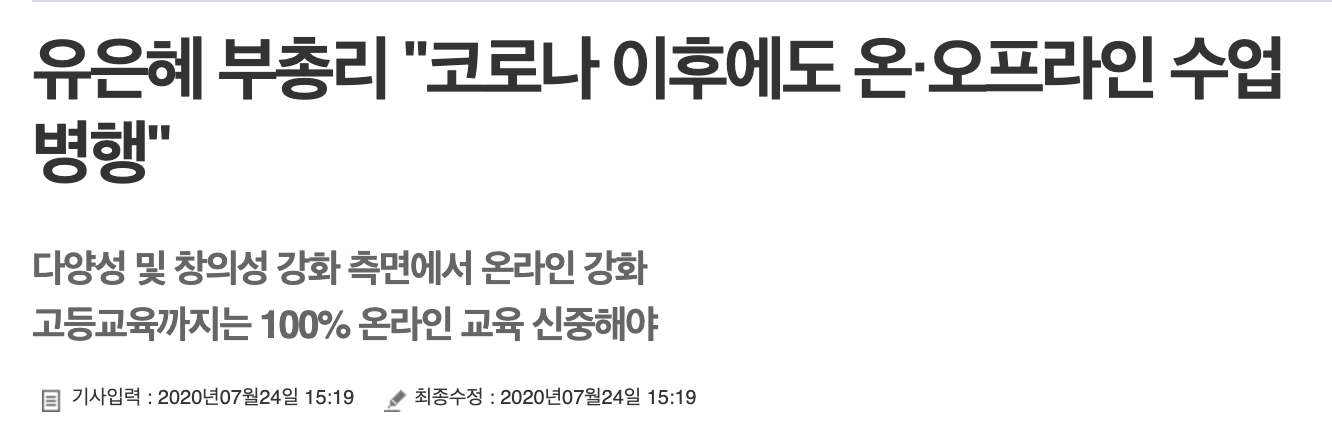 유은혜 부총리 "코로나 이후에도 온·오프라인 수업
병행"
다양성 및 창의성 강화 측면에서 온라인 강화
고등교육까지는 100% 온라인 교육 신중해야
기사입력 : 2020년07월24일 15:19 최종수정 : 2020년07월24일 15:19